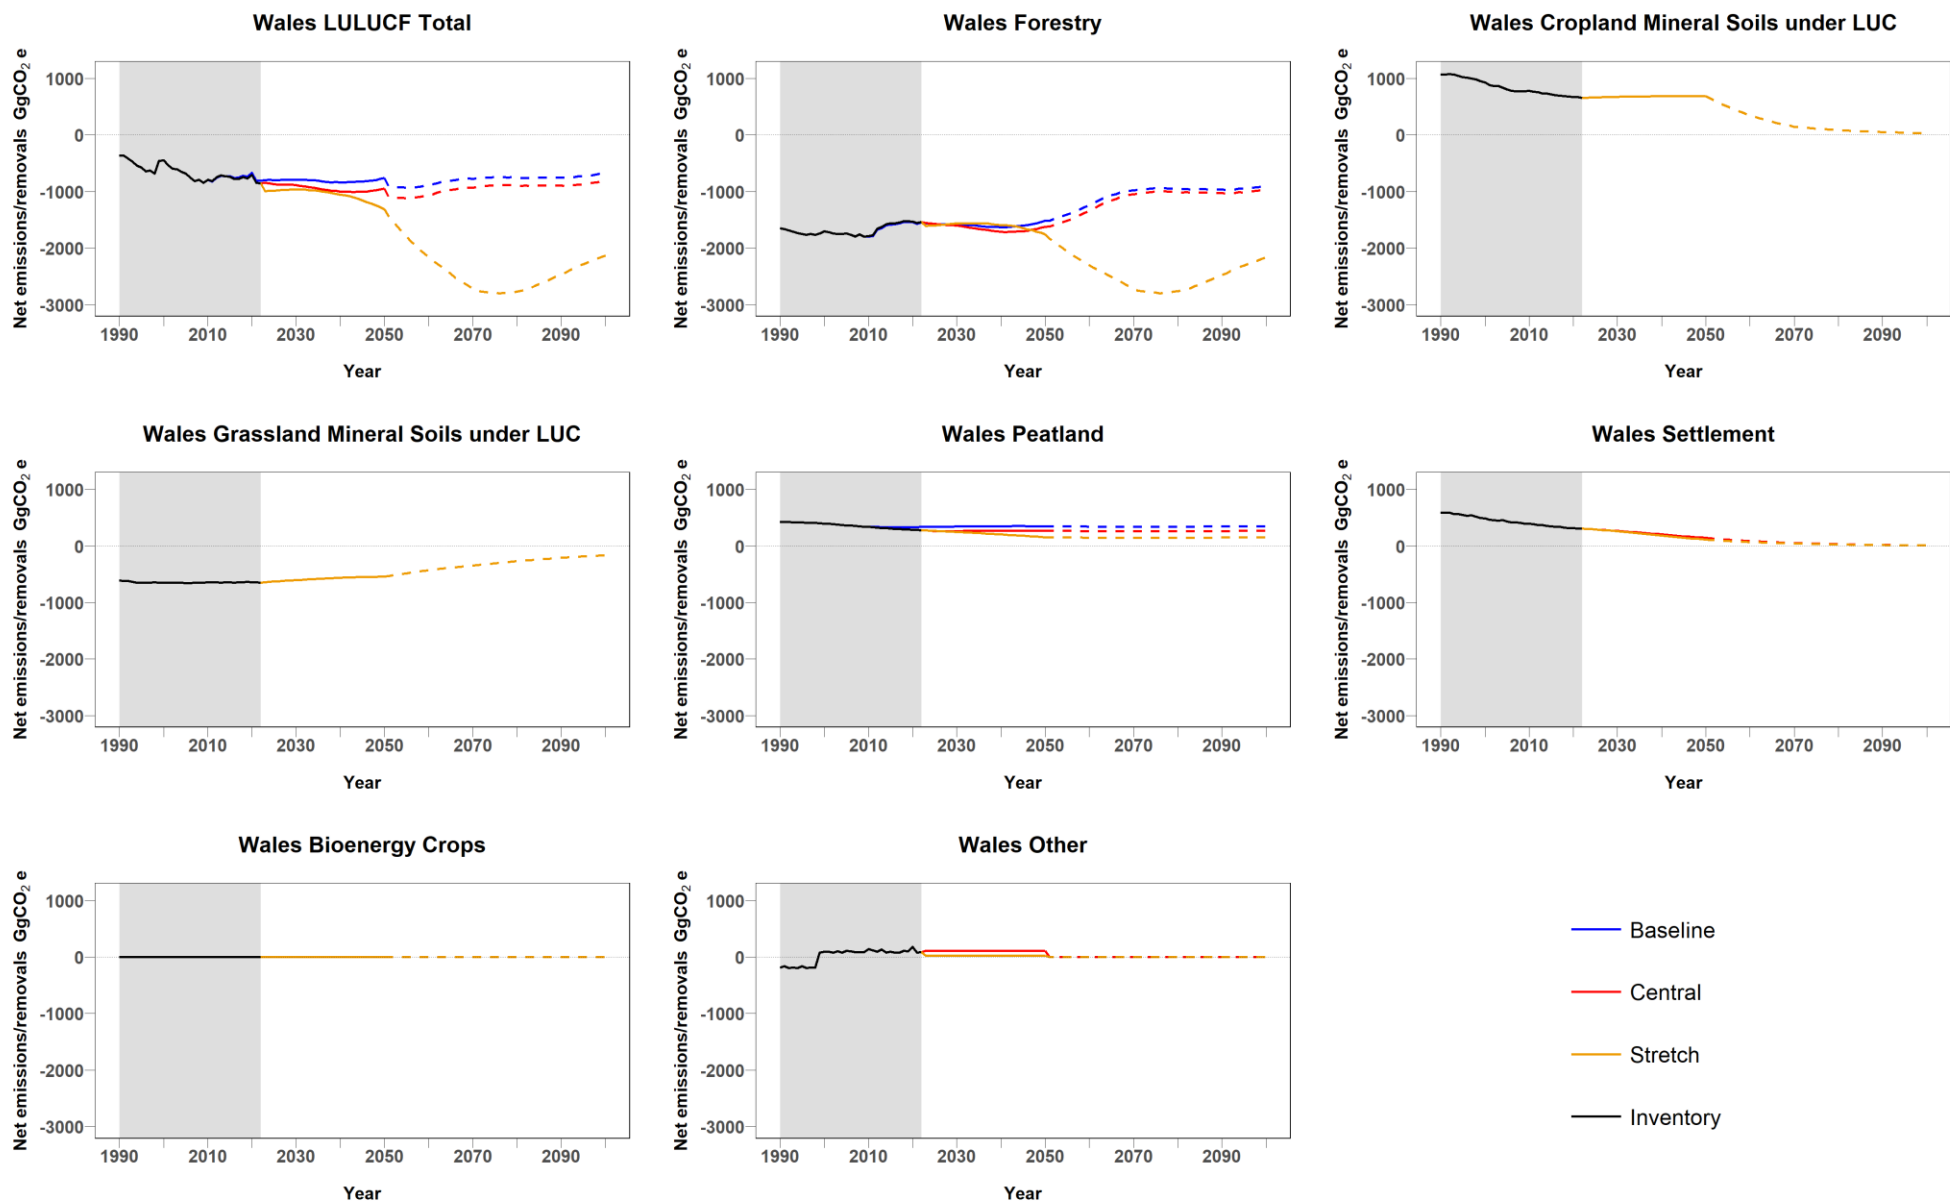 Wales LULUCF Total
Net emissions/removals GgCO₂ e
1000
0
-1000
-2000
-3000
1990 2010 2030 2050 2070 2090
Year
Wales Forestry
Net emissions/removals GgCO₂ e
1000
0
-1000
-2000
-3000
1990 2010 2030 2050 2070 2090
Year
Wales Cropland Mineral Soils under LUC
Net emissions/removals GgCO₂ e
1000
0
-1000
-2000
-3000
1990 2010 2030 2050 2070 2090
Year
Wales Grassland Mineral Soils under LUC
Net emissions/removals GgCO₂ e
1000
0
-1000
-2000
-3000
1990 2010 2030 2050 2070 2090
Year
Wales Peatland
Net emissions/removals GgCO₂ e
1000
0
-1000
-2000
-3000
1990 2010 2030 2050 2070 2090
Year
Wales Settlement
Net emissions/removals GgCO₂ e
1000
0
-1000
-2000
-3000
1990 2010 2030 2050 2070 2090
Year
Wales Bioenergy Crops
Net emissions/removals GgCO₂ e
1000
0
-1000
-2000
-3000
1990 2010 2030 2050 2070 2090
Year
Wales Other
Net emissions/removals GgCO₂ e
1000
0
-1000
-2000
-3000
1990 2010 2030 2050 2070 2090
Year
Baseline
Central
Stretch
Inventory